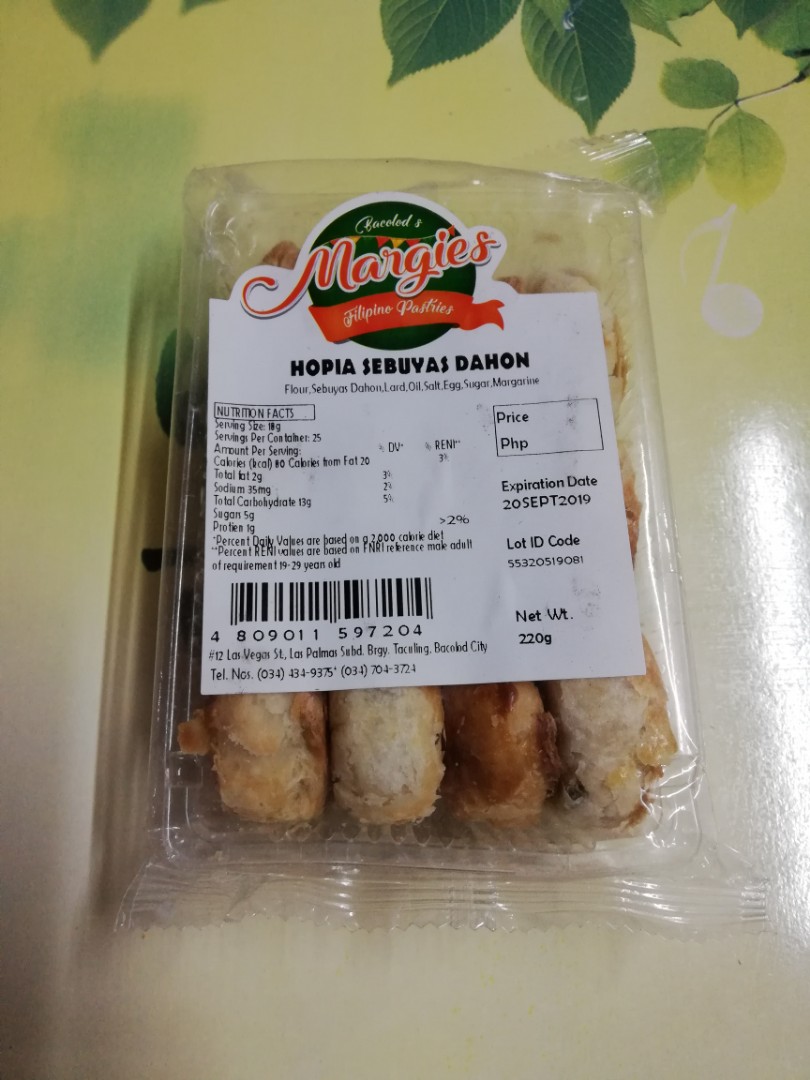 Bacolod's
Margies
Filipino Pastries
HOPIA SEBUYAS DAHON
Flour,Sebuyas Dahon,Lard,Oil,Salt,Egg,Sugar,Margarine
NUTRITION FACTS
Serving Size: 18g
Servings Per Container: 25
Amount Per Serving: % DV* % RENI**
Calories (kcal) 80 Calories from Fat 20 3%
Total fat 2g 3%
Sodium 35mg 2%
Total Carbohydrate 13g 5%
Sugars 5g
Protien 1g >2%
*Percent Daily Values are based on a 2,000 calorie diet
**Percent RENI values are based on FNRI reference male adult
of requirement 19-29 years old
Price
Php
Expiration Date
20SEPT2019
Lot ID Code
55320519081
Net Wt.
220g
4 809011 597204
#12 Las Vegas St., Las Palmas Subd. Brgy. Taculing, Bacolod City
Tel. Nos. (034) 434-9375* (034) 704-3724